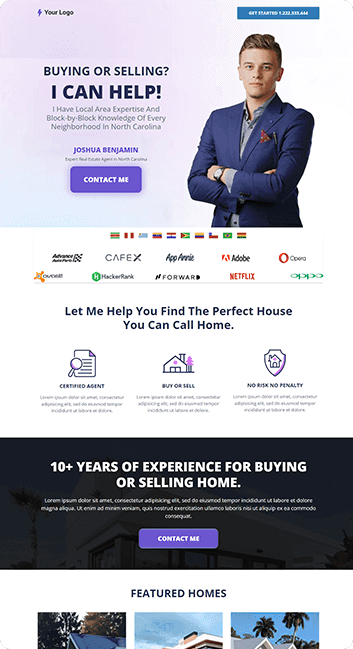 Your Logo
GET STARTED 1.222.333.444
BUYING OR SELLING?
I CAN HELP!
I Have Local Area Expertise And
Block-by-Block Knowledge Of Every
Neighborhood In North Carolina
JOSHUA BENJAMIN
Expert Real Estate Agent in North Carolina
CONTACT ME
Advance Auto Parts CAFEX App Annie Adobe Opera
avast! HackerRank FORWARD NETFLIX oppo
Let Me Help You Find The Perfect House
You Can Call Home.
CERTIFIED AGENT
Lorem ipsum dolor sit amet, consectetur adipisicing elit, sed do eiusmod tempor incididunt ut labore et dolore.
BUY OR SELL
Lorem ipsum dolor sit amet, consectetur adipisicing elit, sed do eiusmod tempor incididunt ut labore et dolore.
NO RISK NO PENALTY
Lorem ipsum dolor sit amet, consectetur adipisicing elit, sed do eiusmod tempor incididunt ut labore et dolore.
10+ YEARS OF EXPERIENCE FOR BUYING
OR SELLING HOME.
Lorem ipsum dolor sit amet, consectetur adipisicing elit, sed do eiusmod tempor incididunt ut labore et dolore magna
aliqua. Ut enim ad minim veniam, quis nostrud exercitation ullamco laboris nisi ut aliquip ex ea commodo
consequat.
CONTACT ME
FEATURED HOMES